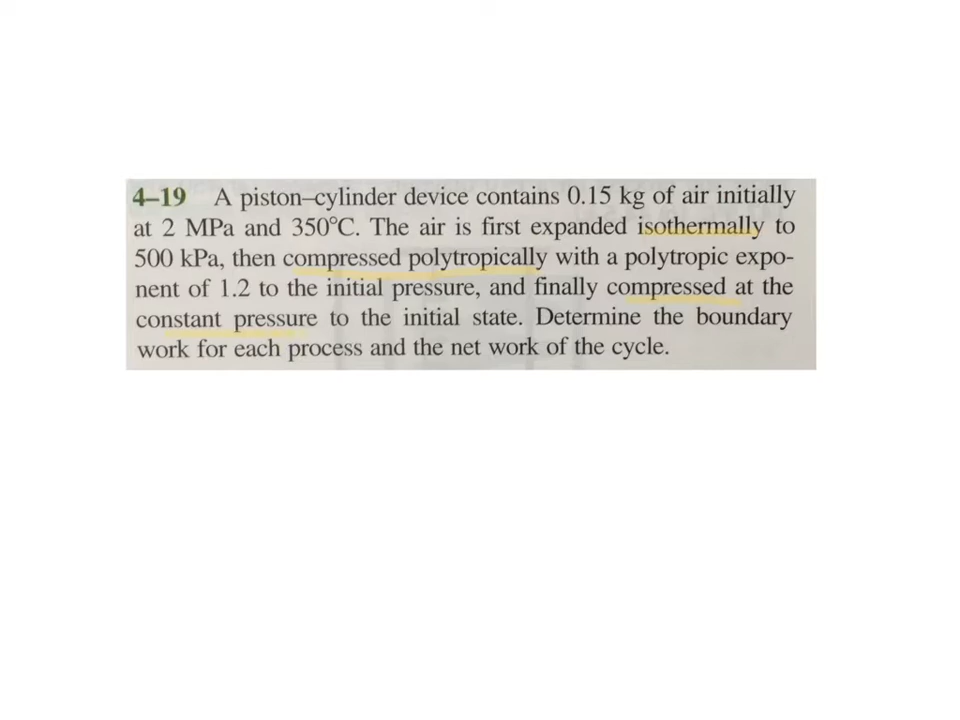 4–19 A piston–cylinder device contains 0.15 kg of air initially
at 2 MPa and 350°C. The air is first expanded isothermally to
500 kPa, then compressed polytropically with a polytropic expo-
nent of 1.2 to the initial pressure, and finally compressed at the
constant pressure to the initial state. Determine the boundary
work for each process and the net work of the cycle.